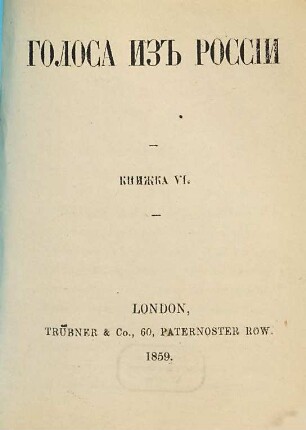 ГОЛОСА ИЗЪ РОССІИ
КНИЖКА VI.
LONDON,
TRÜBNER & Co., 60, PATERNOSTER ROW.
1859.